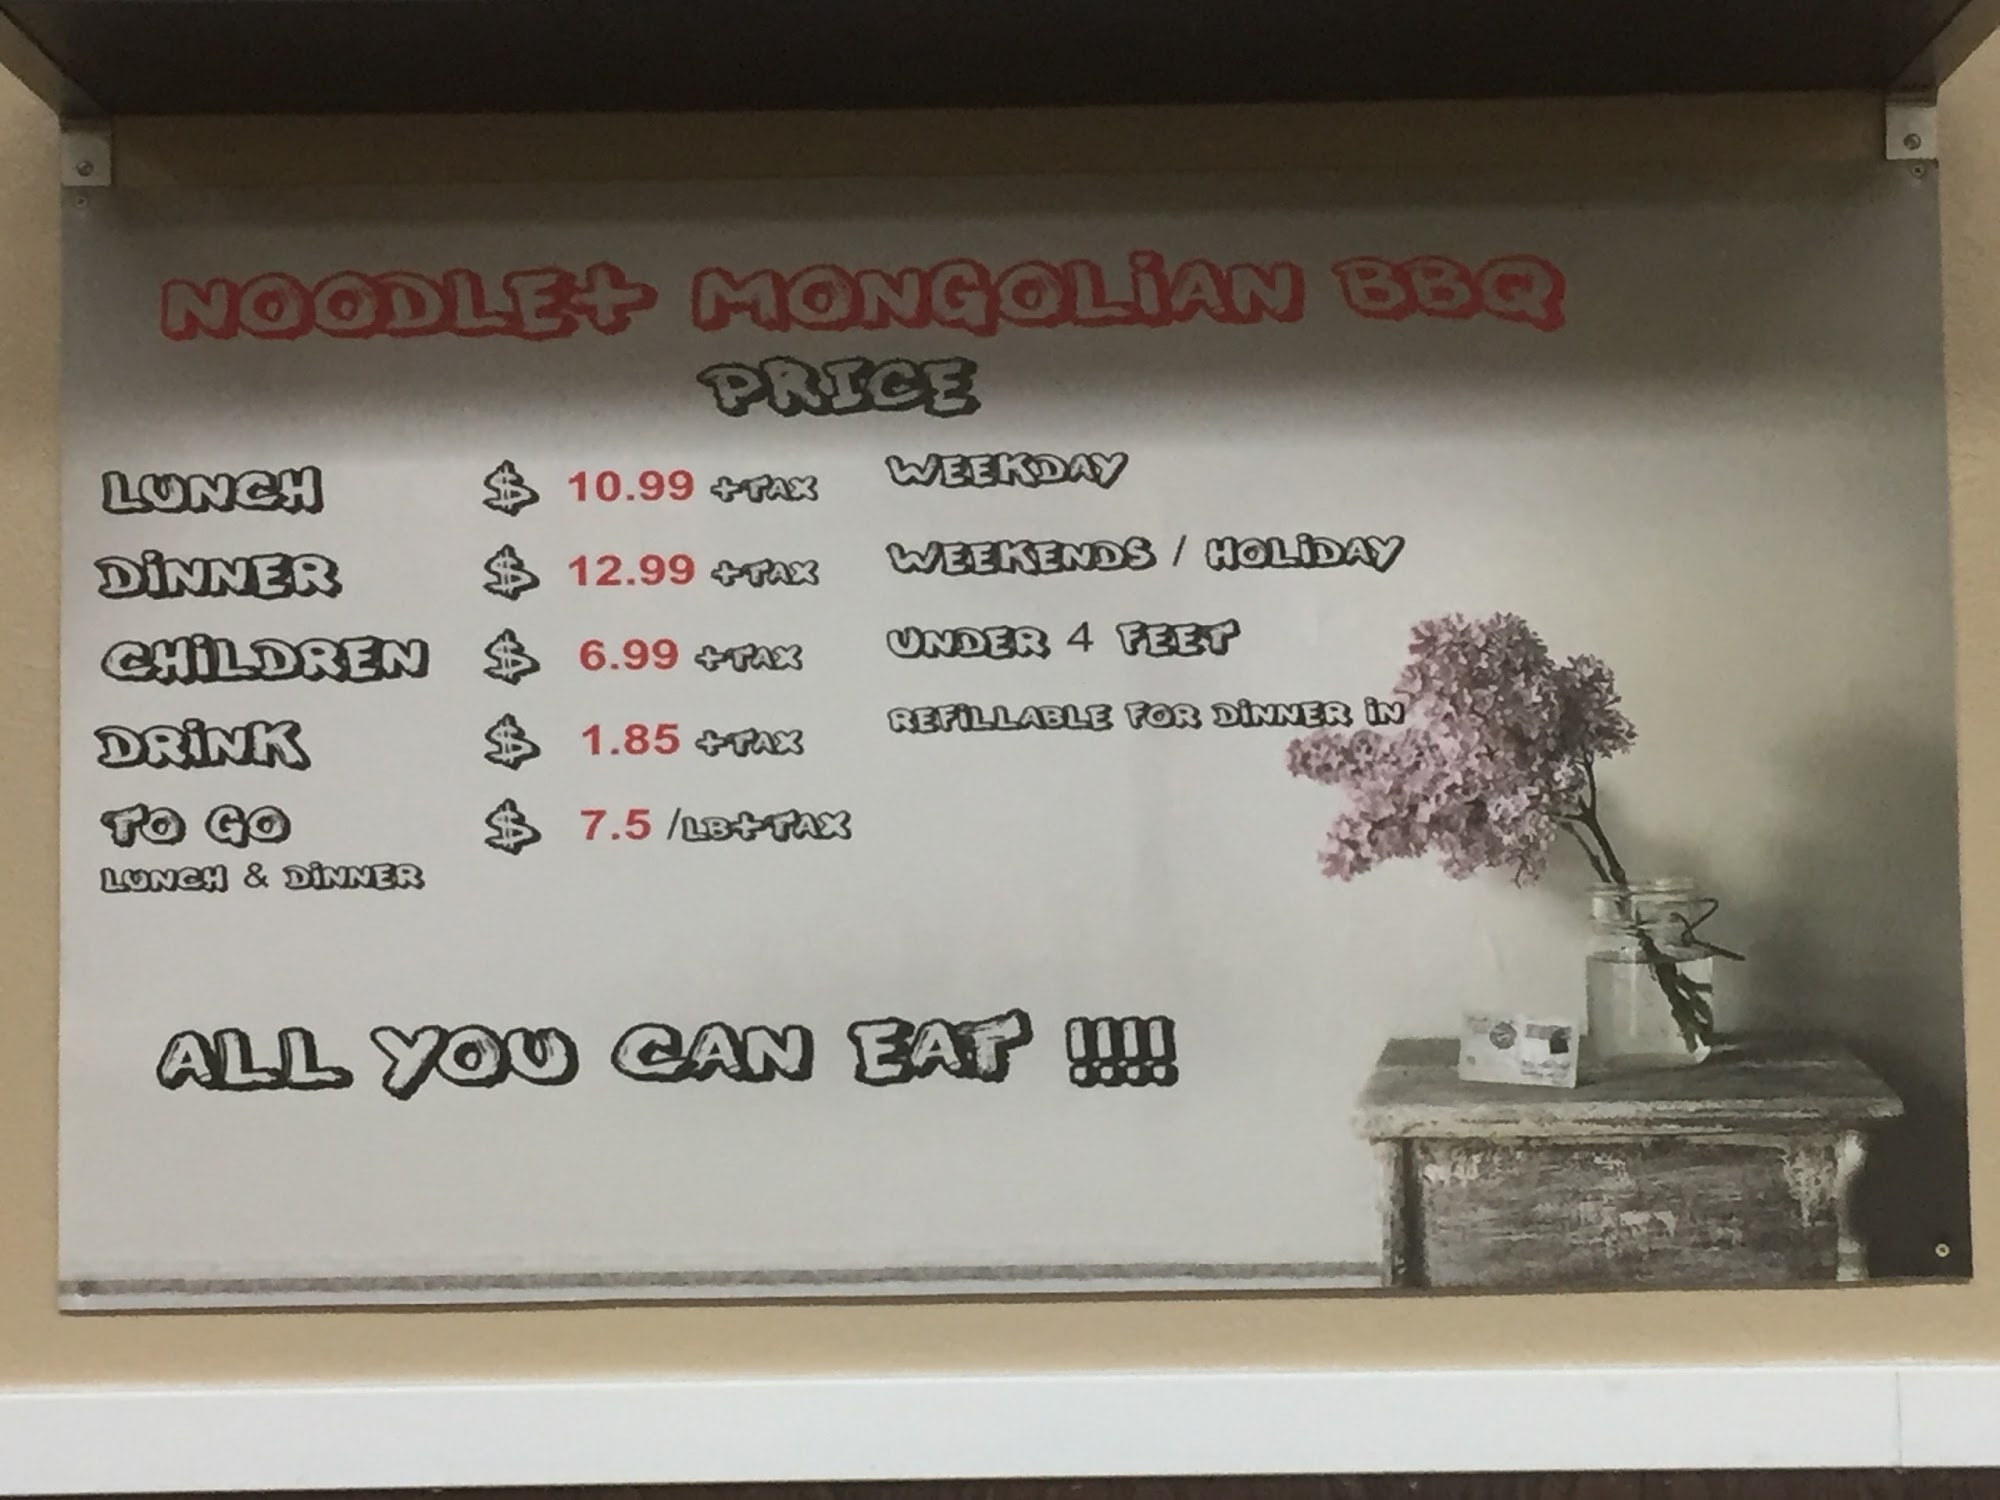 NOODLE+ MONGOLIAN BBQ
PRICE
LUNCH $ 10.99 +TAX WEEKDAY
DINNER $ 12.99 +TAX WEEKENDS / HOLIDAY
CHILDREN $ 6.99 +TAX UNDER 4 FEET
DRINK $ 1.85 +TAX REFILLABLE FOR DINNER IN
TO GO $ 7.5 /LB+TAX
LUNCH & DINNER
ALL YOU CAN EAT !!!!